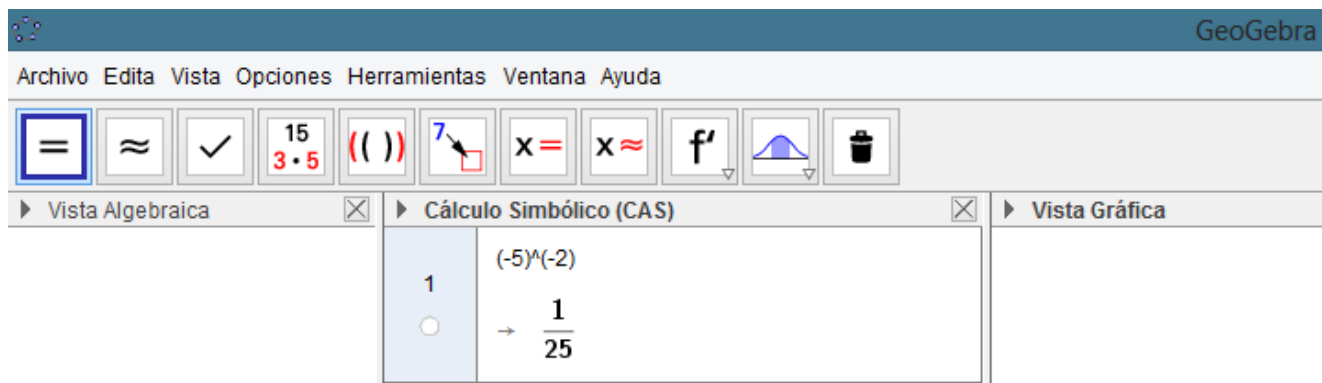 GeoGebra
Archivo Edita Vista Opciones Herramientas Ventana Ayuda
= ≈ ✓ 15 3 • 5 (( )) 7 x = x ≈ f′
Vista Algebraica
Cálculo Simbólico (CAS)
Vista Gráfica
1
(-5)^(-2)
→ 1/25